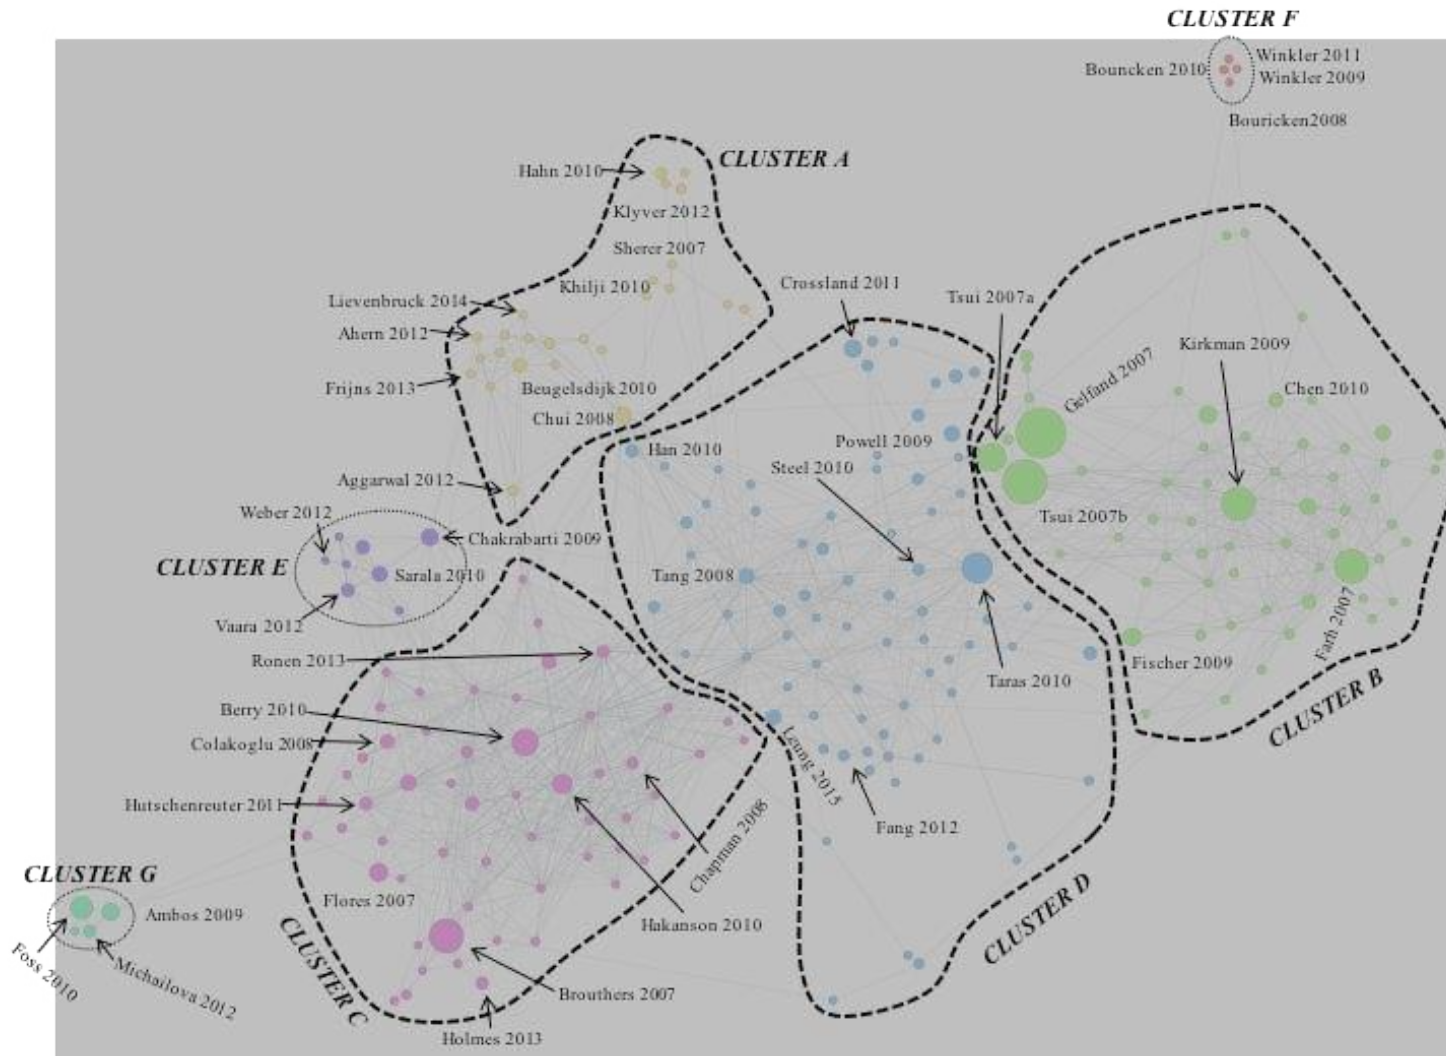 CLUSTER F
Winkler 2011
Bouncken 2010
Winkler 2009
Bouricken2008
CLUSTER A
Hahn 2010
Klyver 2012
Sherer 2007
Khilji 2010
Lievenbruck 2014
Ahern 2012
Frijns 2013
Beugelsdijk 2010
Chui 2008
Aggarwal 2012
Crossland 2011
Tsui 2007a
Kirkman 2009
Gelfand 2007
Chen 2010
Han 2010
Powell 2009
Steel 2010
Tsui 2007b
Weber 2012
Chakrabarti 2009
CLUSTER E
Sarala 2010
Vaara 2012
Tang 2008
Taras 2010
Fischer 2009
Farh 2007
CLUSTER B
Ronen 2013
Berry 2010
Colakoglu 2008
Hutschenreuter 2011
Leung 2015
Fang 2012
Chapman 2008
CLUSTER G
Ambos 2009
Foss 2010
Michailova 2012
Flores 2007
Hakanson 2010
CLUSTER D
CLUSTER C
Brouthers 2007
Holmes 2013